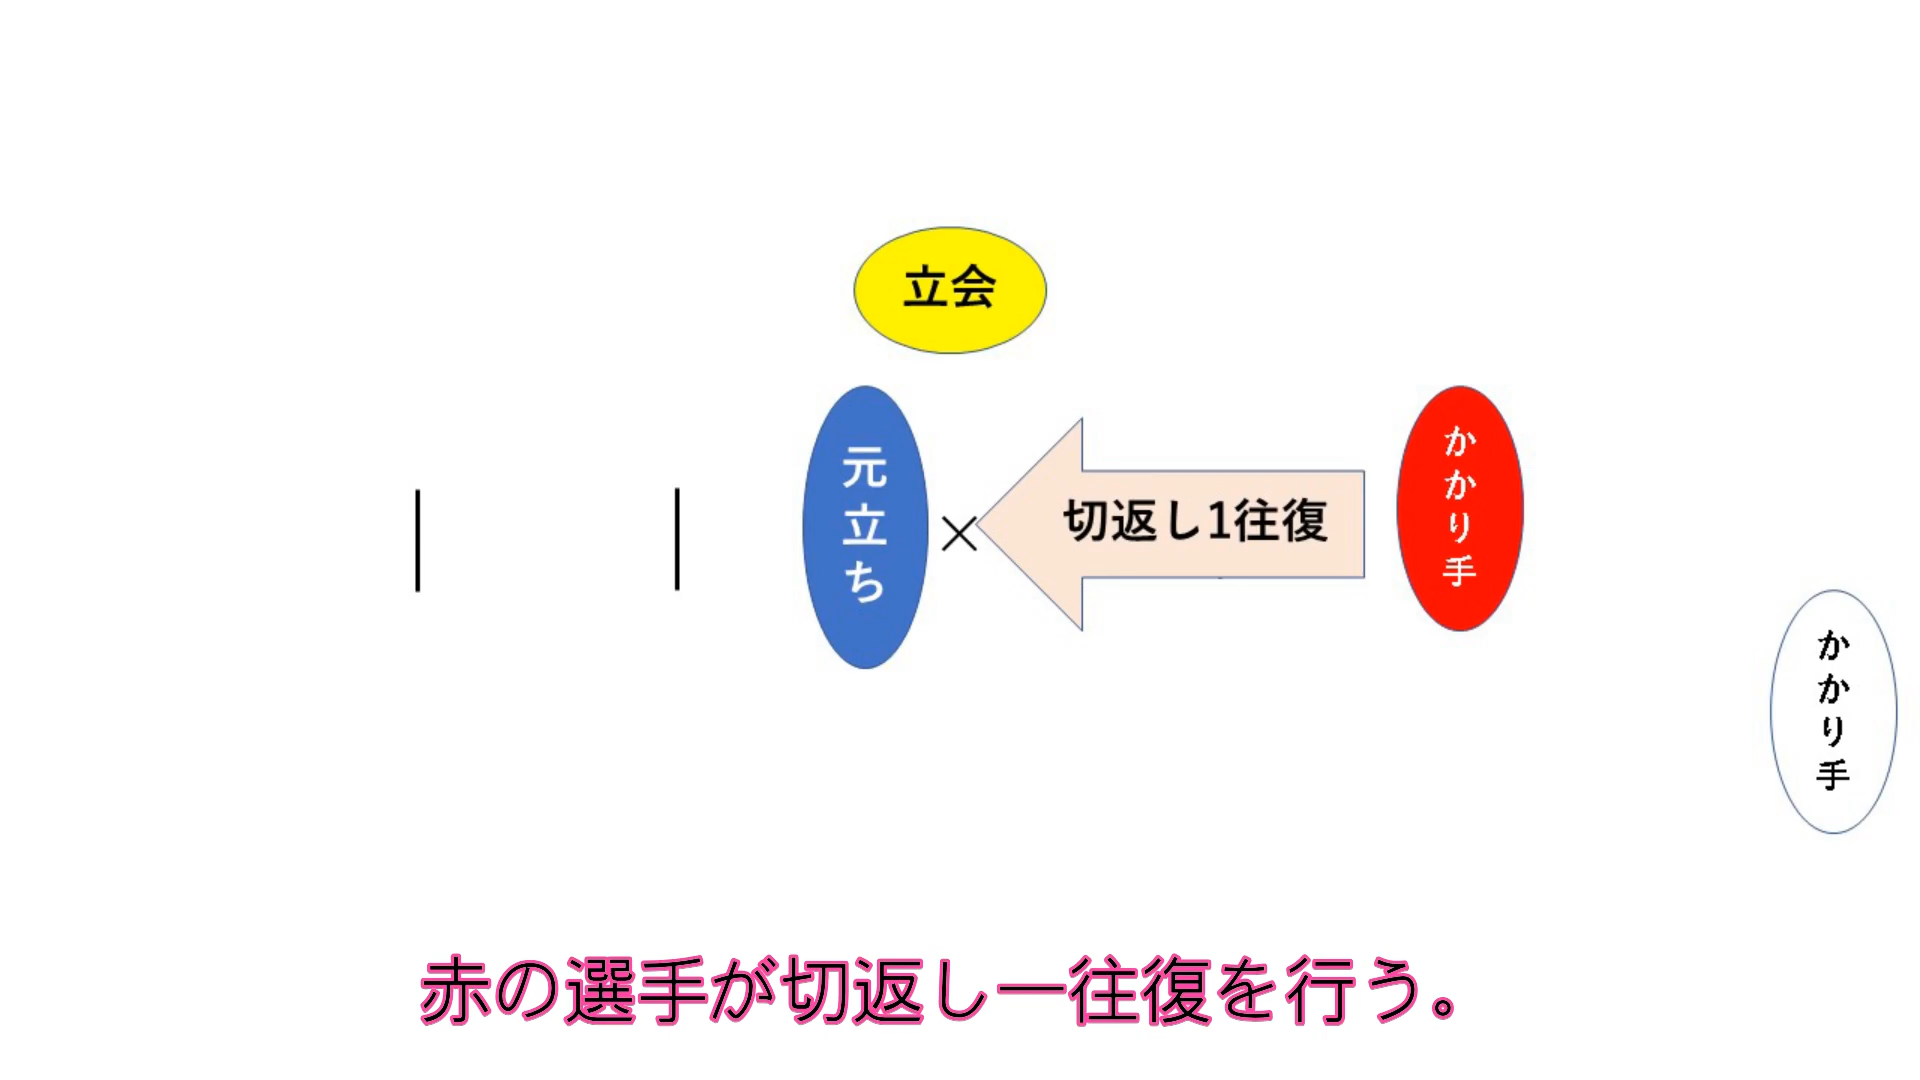 立会
元立ち
切返し1往復
かかり手
かかり手
赤の選手が切返し一往復を行う。